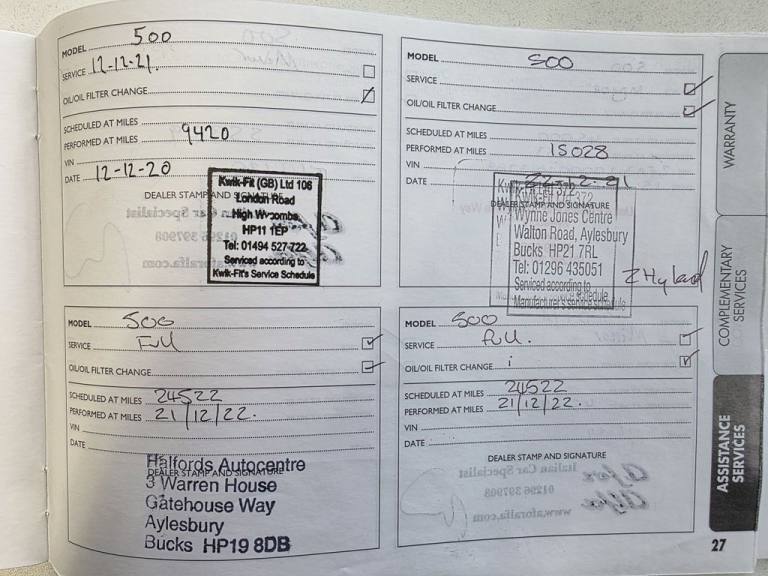 MODEL 500
SERVICE 12-12-21.
OIL/OIL FILTER CHANGE
SCHEDULED AT MILES
PERFORMED AT MILES 9420
VIN
DATE 12-12-20
DEALER STAMP AND SIGNATURE
Kwik-Fit (GB) Ltd 106
London Road
High Wycombe
HP11 1EP
Tel: 01494 527722
Serviced according to
Kwik-Fit's Service Schedule
MODEL 500
SERVICE
OIL/OIL FILTER CHANGE
SCHEDULED AT MILES
PERFORMED AT MILES 15028
VIN
DATE 22-12-21
DEALER STAMP AND SIGNATURE
Wynne Jones Centre
Walton Road, Aylesbury
Bucks HP21 7RL
Tel: 01296 435051
Serviced according to
Manufacturer's service schedule
Z Hyland
MODEL 500
SERVICE Full
OIL/OIL FILTER CHANGE
SCHEDULED AT MILES 24522
PERFORMED AT MILES 21/12/22.
VIN
DATE
DEALER STAMP AND SIGNATURE
Halfords Autocentre
3 Warren House
Gatehouse Way
Aylesbury
Bucks HP19 8DB
MODEL 500
SERVICE full.
OIL/OIL FILTER CHANGE
SCHEDULED AT MILES 24522
PERFORMED AT MILES 21/12/22.
VIN
DATE
DEALER STAMP AND SIGNATURE
WARRANTY
COMPLEMENTARY
SERVICES
ASSISTANCE
SERVICES
27